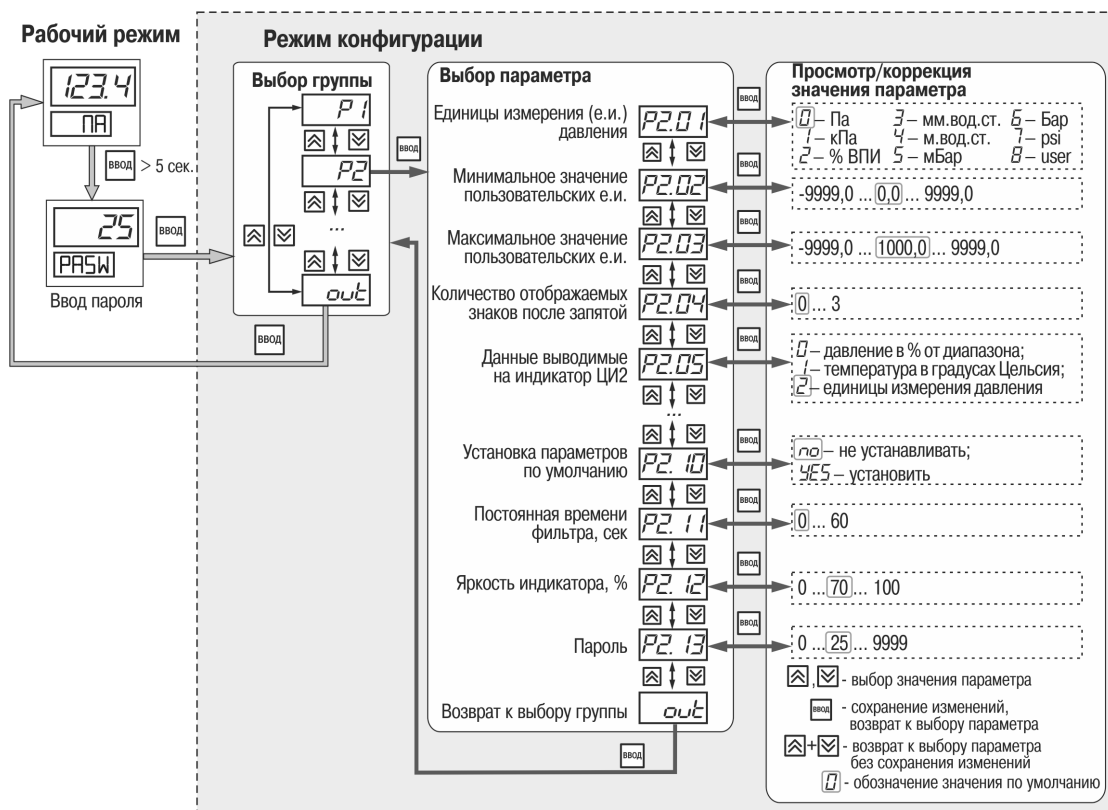 Рабочий режим
123.4
ПА
ВВОД > 5 сек.
25
PASW
ВВОД
Ввод пароля
ВВОД
Режим конфигурации
Выбор группы
P1
P2
...
out
ВВОД
Выбор параметра
Единицы измерения (е.и.)
давления
P2.01
ВВОД
Минимальное значение
пользовательских е.и.
P2.02
ВВОД
Максимальное значение
пользовательских е.и.
P2.03
ВВОД
Количество отображаемых
знаков после запятой
P2.04
ВВОД
Данные выводимые
на индикатор ЦИ2
P2.05
ВВОД
...
Установка параметров
по умолчанию
P2. 10
ВВОД
Постоянная времени
фильтра, сек
P2. 11
ВВОД
Яркость индикатора, %
P2. 12
ВВОД
Пароль
P2. 13
ВВОД
Возврат к выбору группы
out
ВВОД
Просмотр/коррекция
значения параметра
0 – Па 3 – мм.вод.ст. 6 – Бар
1 – кПа 4 – м.вод.ст. 7 – psi
2 – % ВПИ 5 – мБар 8 – user
-9999,0 ... 0,0 ... 9999,0
-9999,0 ... 1000,0 ... 9999,0
0 ... 3
0 – давление в % от диапазона;
1 – температура в градусах Цельсия;
2 – единицы измерения давления
no – не устанавливать;
YES – установить
0 ... 60
0 ... 70 ... 100
0 ... 25 ... 9999
, - выбор значения параметра
ВВОД - сохранение изменений,
возврат к выбору параметра
+ - возврат к выбору параметра
без сохранения изменений
0 - обозначение значения по умолчанию